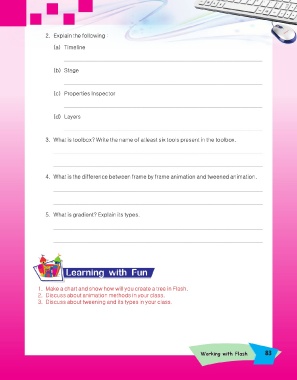 2. Explain the following :
(a) Timeline
(b) Stage
(c) Properties Inspector
(d) Layers
3. What is toolbox? Write the name of atleast six tools present in the toolbox.
4. What is the difference between frame by frame animation and tweened animation.
5. What is gradient? Explain its types.
Learning with Fun
1. Make a chart and show how will you create a tree in Flash.
2. Discuss about animation methods in your class.
3. Discuss about tweening and its types in your class.
Working with Flash 83